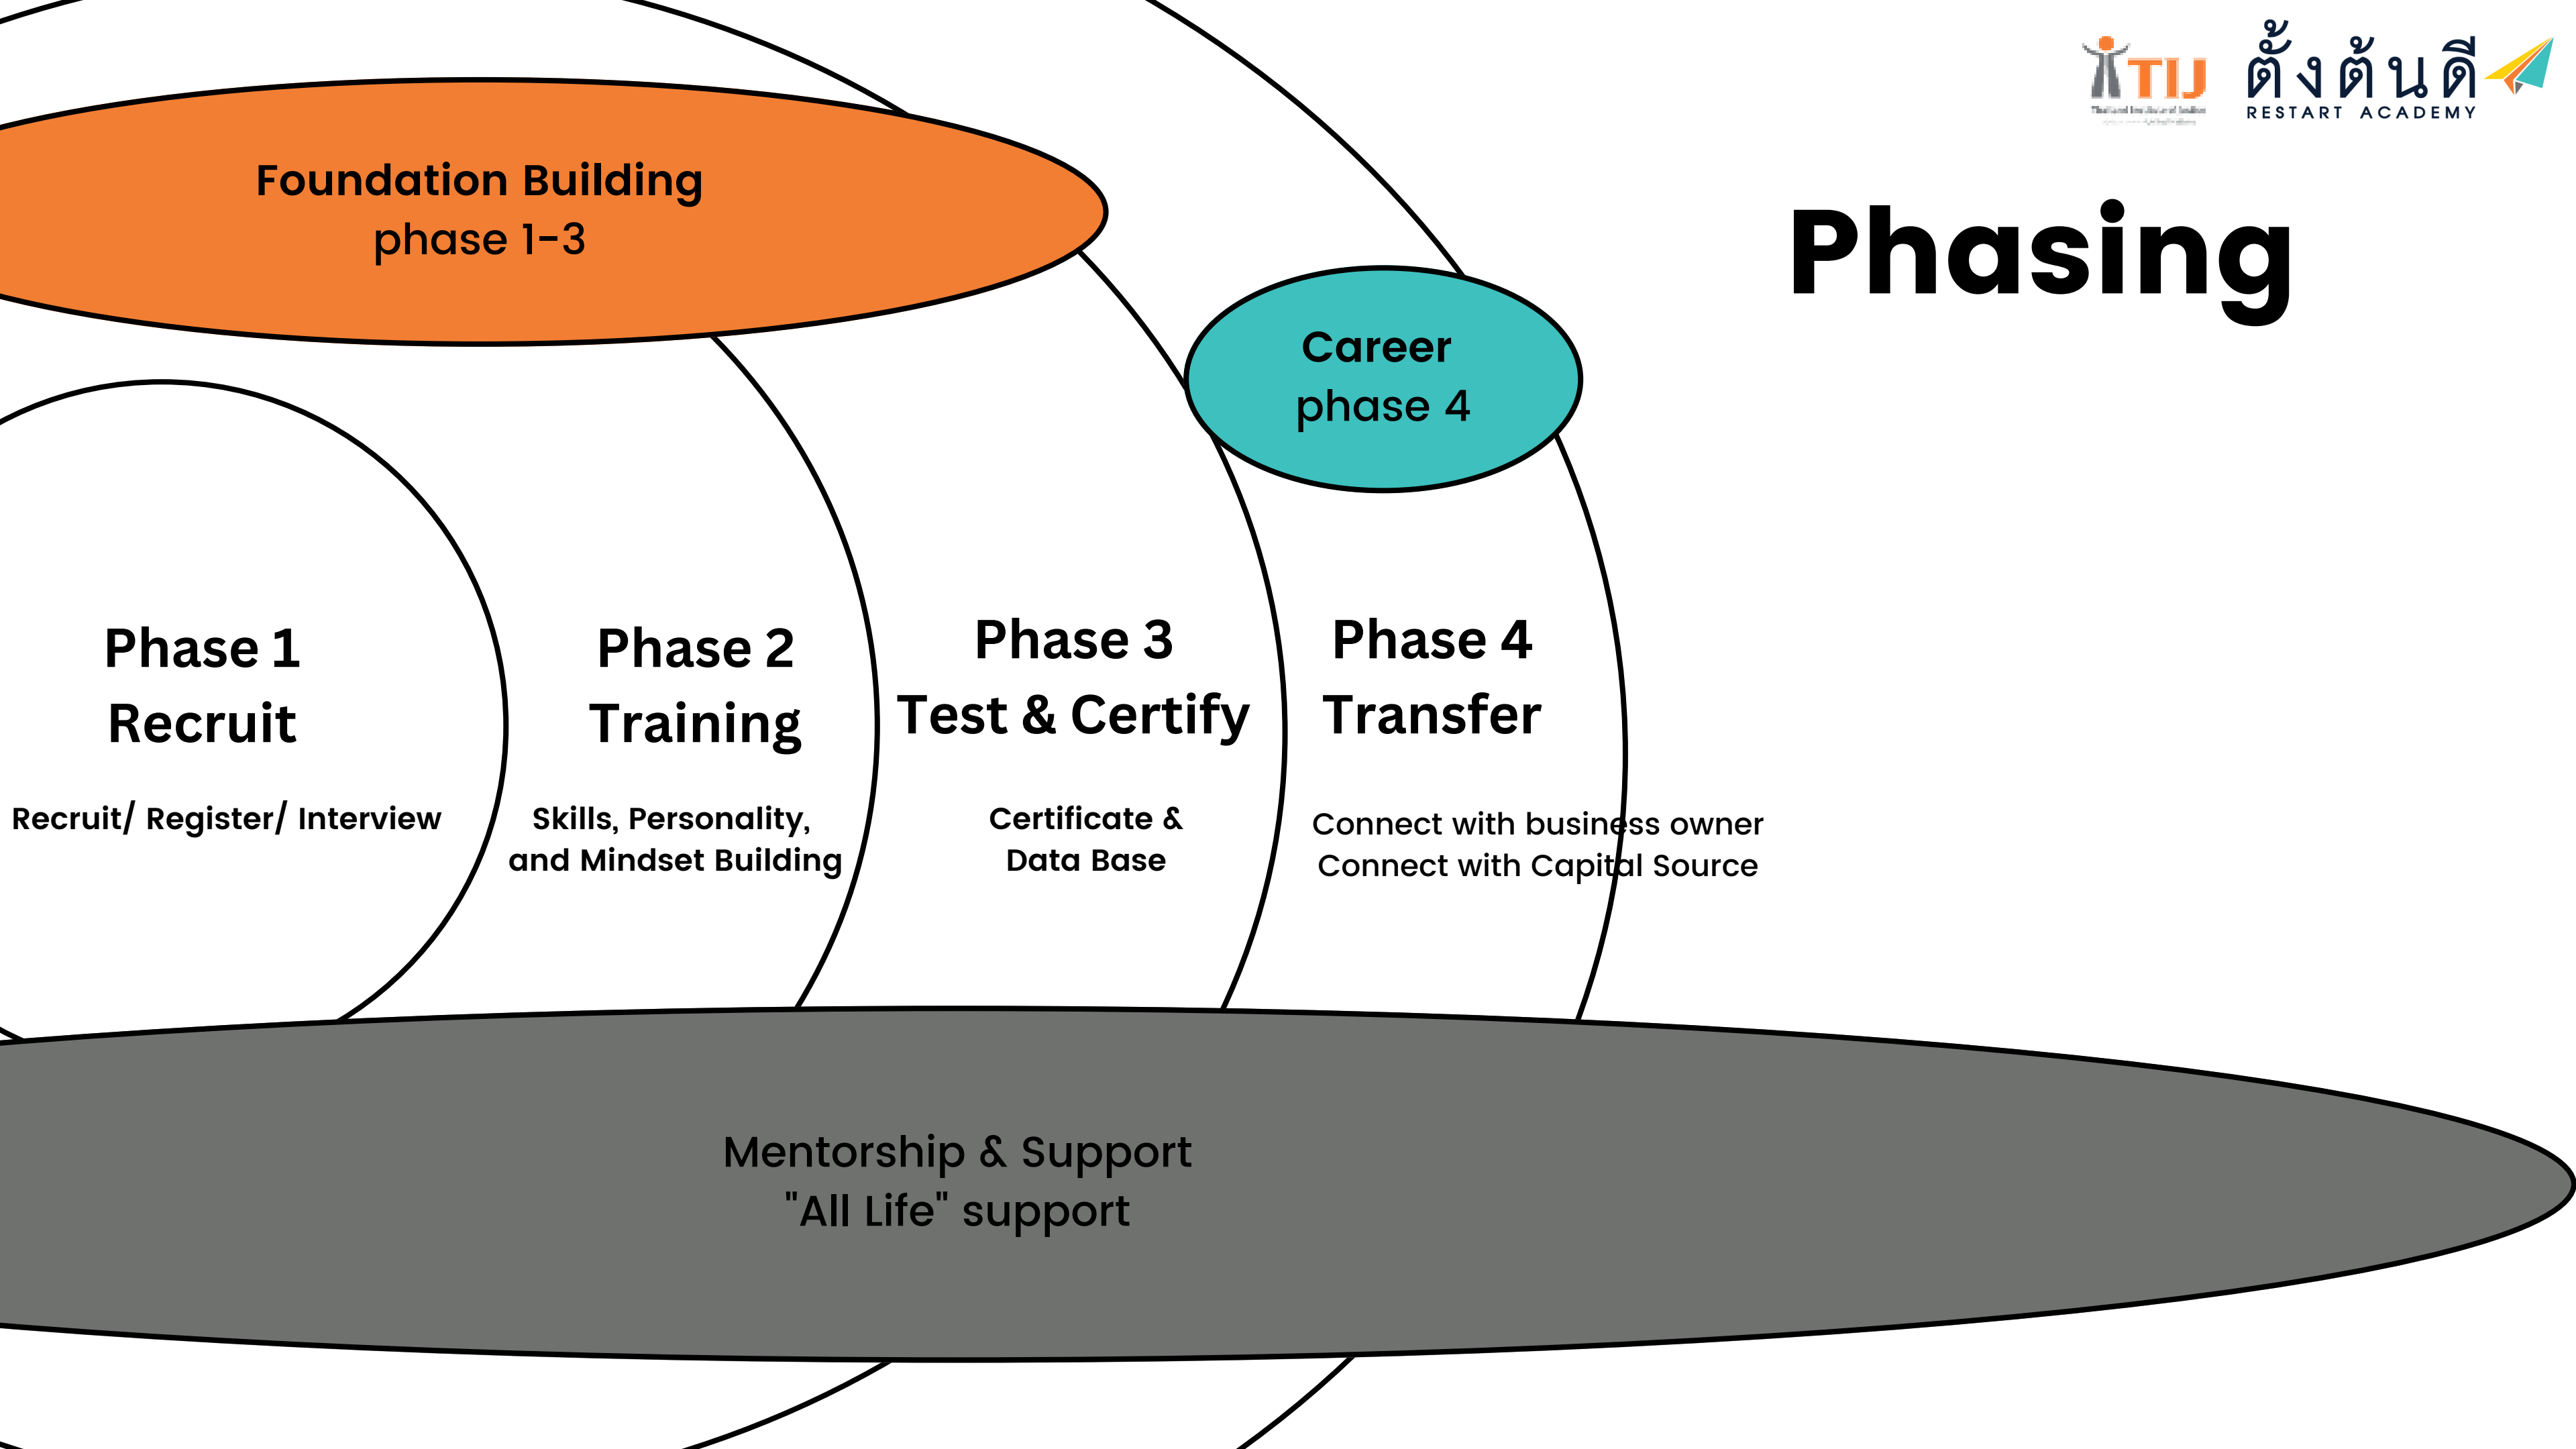 TIJ
ตั้งต้นดี
RESTART ACADEMY
Phasing
Foundation Building
phase 1-3
Career
phase 4
Phase 1
Recruit
Recruit/ Register/ Interview
Phase 2
Training
Skills, Personality,
and Mindset Building
Phase 3
Test & Certify
Certificate &
Data Base
Phase 4
Transfer
Connect with business owner
Connect with Capital Source
Mentorship & Support
"All Life" support